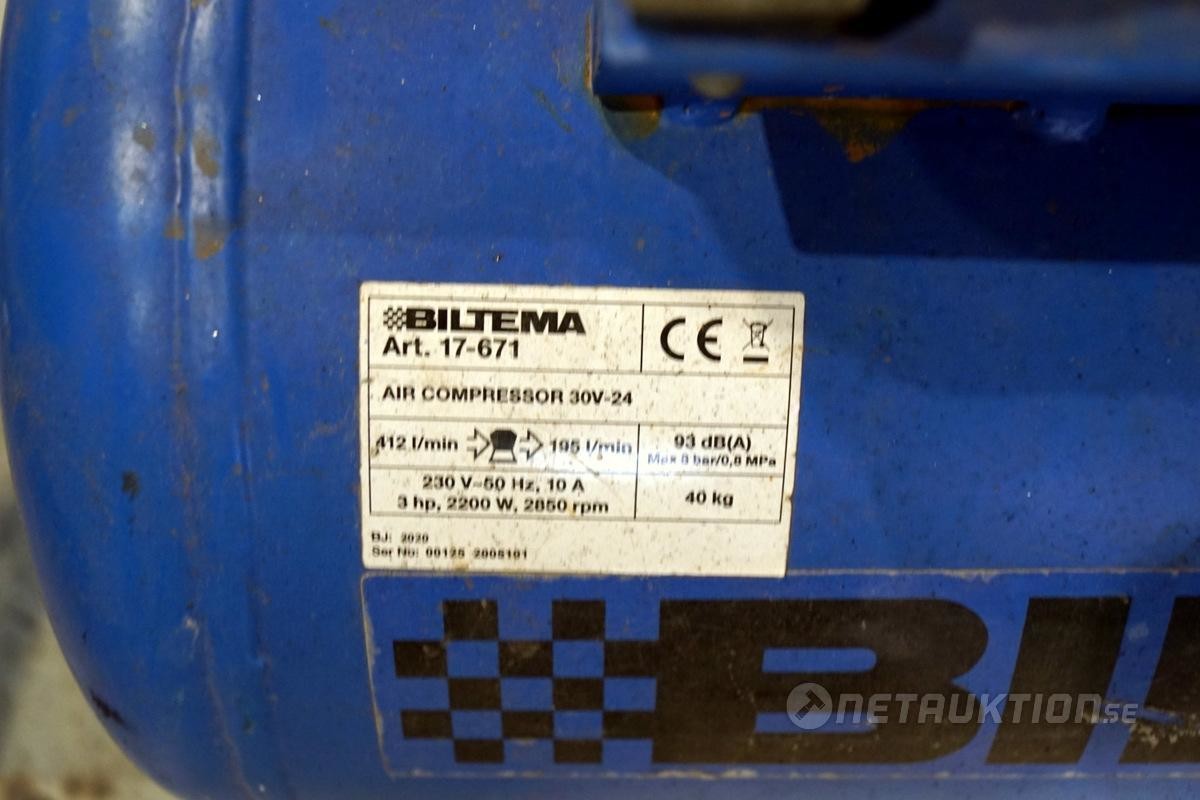 BILTEMA
Art. 17-671
CE
AIR COMPRESSOR 30V-24
412 l/min 195 l/min
93 dB(A)
Max 8 bar/0,8 MPa
230 V~50 Hz, 10 A
3 hp, 2200 W, 2850 rpm
40 kg
BJ: 2020
Ser No: 00125 2005101
BIL
NETAUKTION.SE